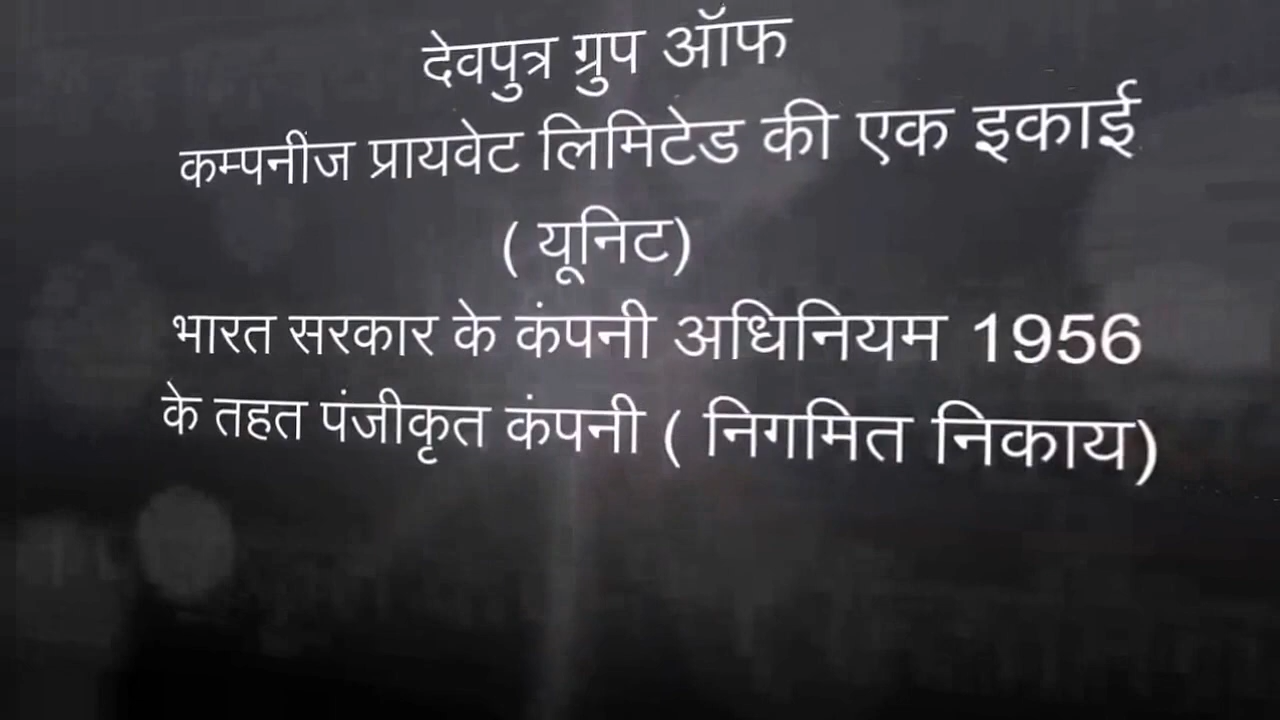 देवपुत्र ग्रुप ऑफ
कम्पनींज प्रायवेट लिमिटेड की एक इकाई
( यूनिट)
भारत सरकार के कंपनी अधिनियम 1956
के तहत पंजीकृत कंपनी ( निगमित निकाय)